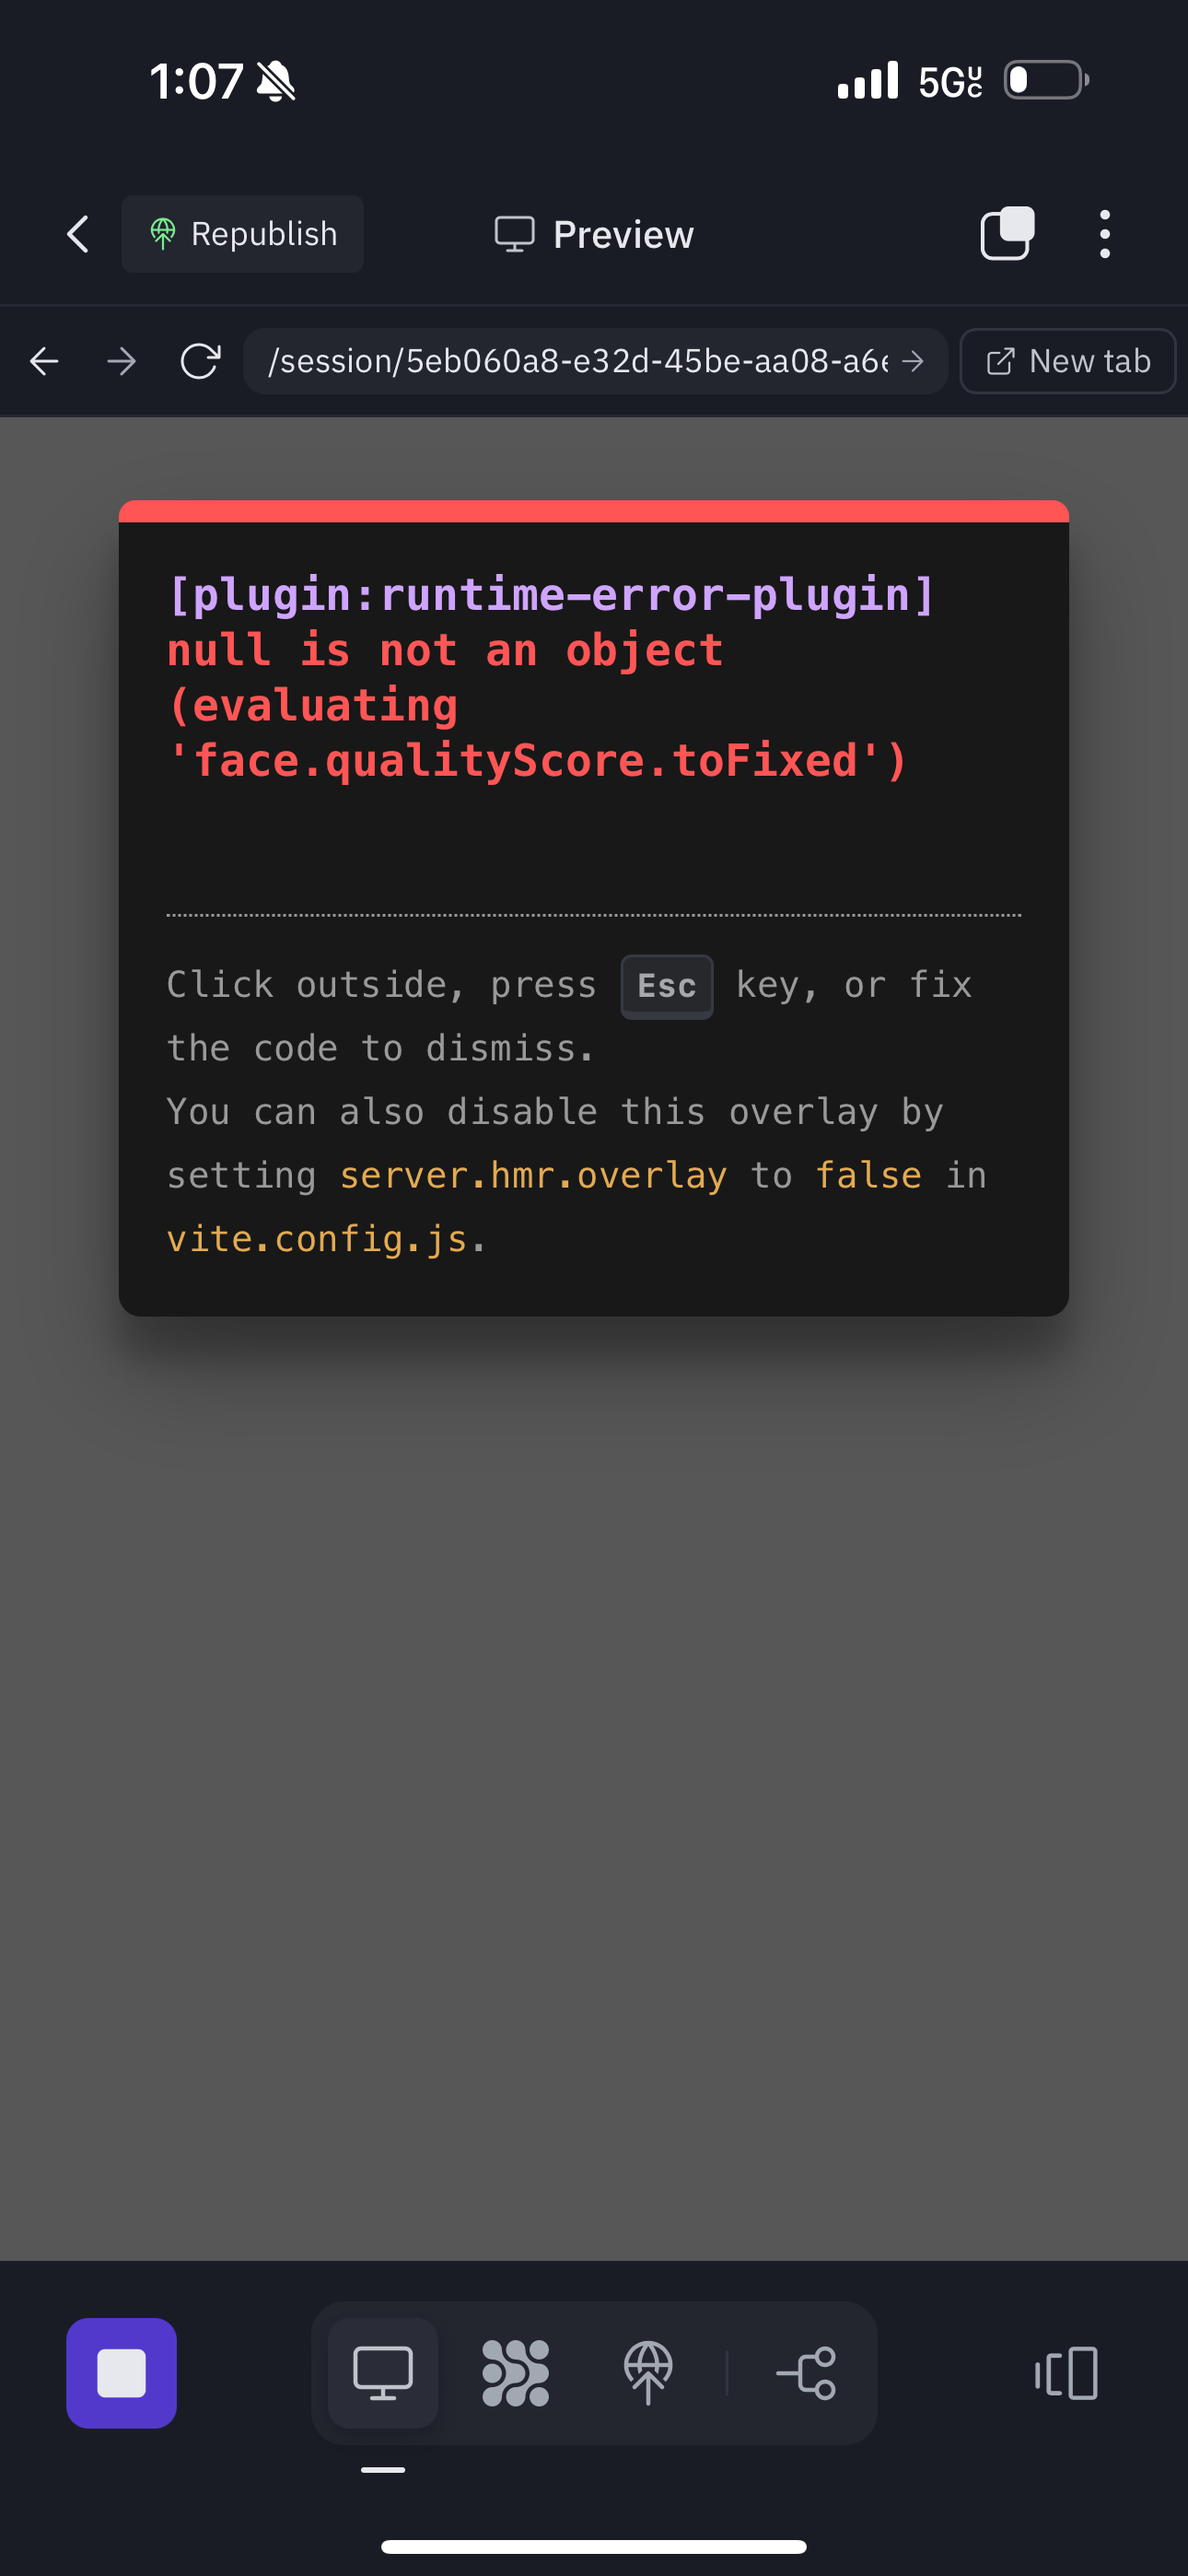 1:07
5G UC
Republish
Preview
/session/5eb060a8-e32d-45be-aa08-a6
New tab
[plugin:runtime-error-plugin]
null is not an object
(evaluating
'face.qualityScore.toFixed')
Click outside, press Esc key, or fix
the code to dismiss.
You can also disable this overlay by
setting server.hmr.overlay to false in
vite.config.js.